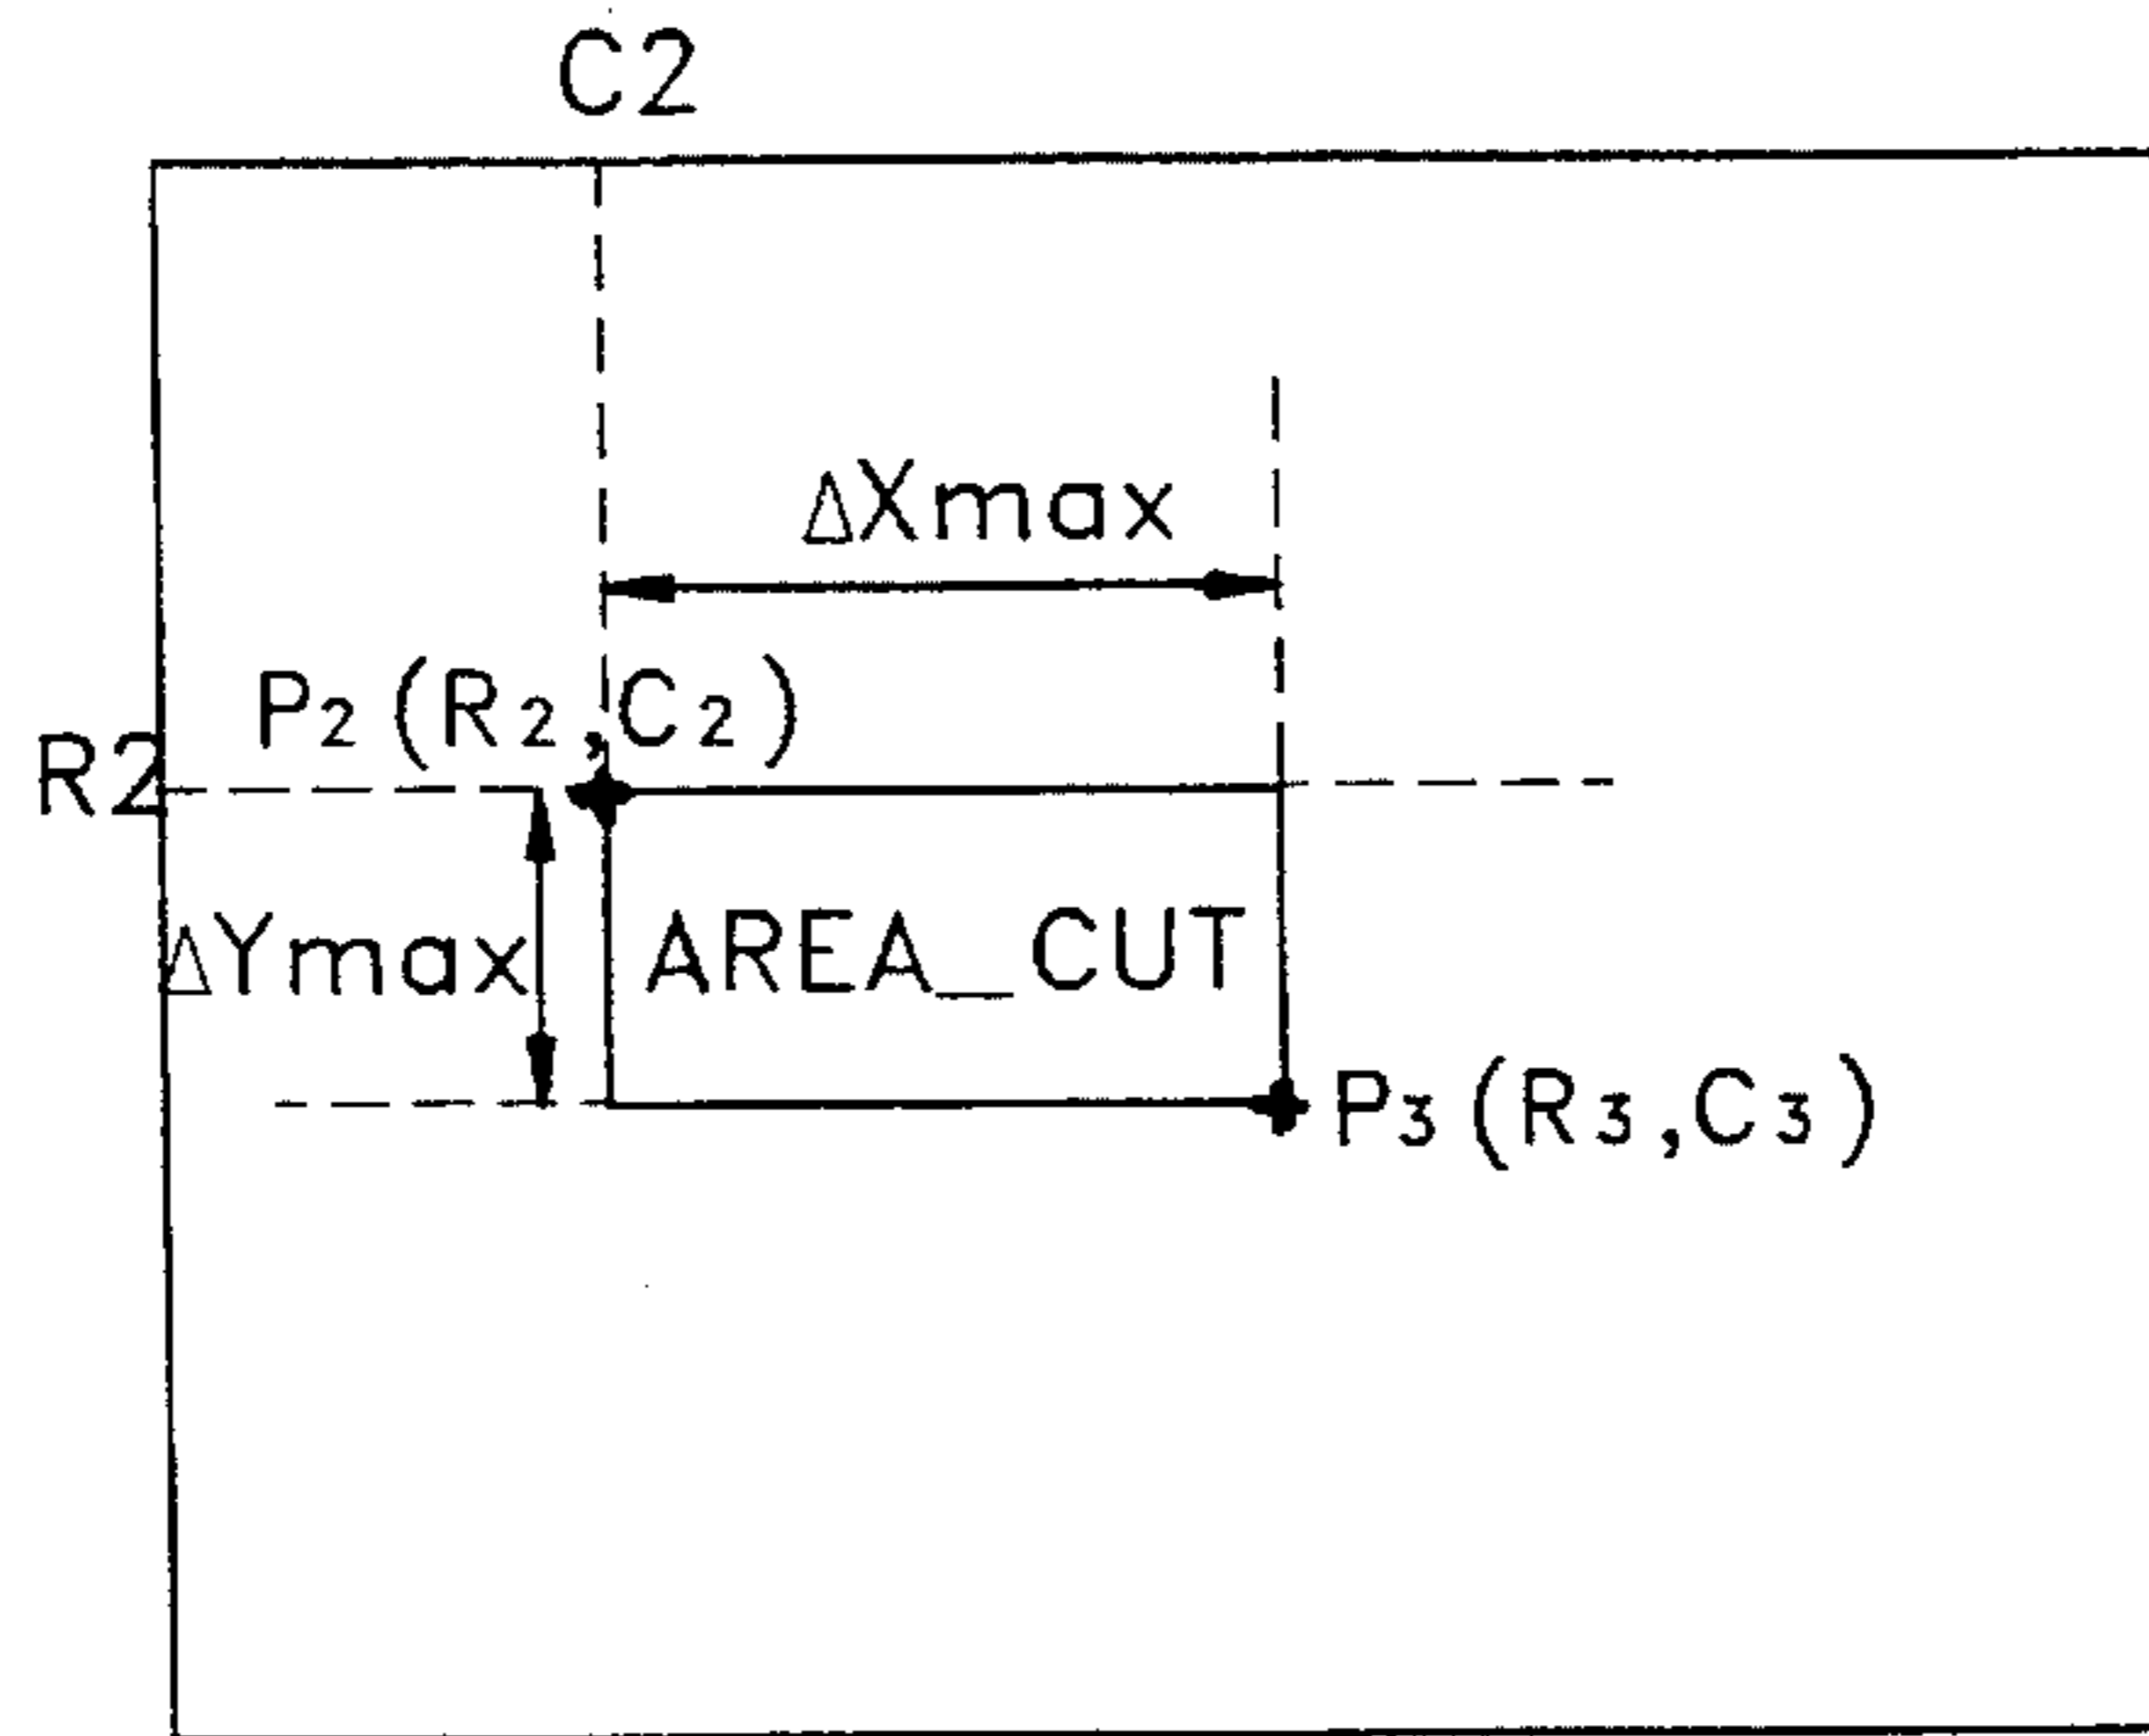 C2
ΔXmax
P₂(R₂,C₂)
R2
ΔYmax
AREA_CUT
P₃(R₃,C₃)